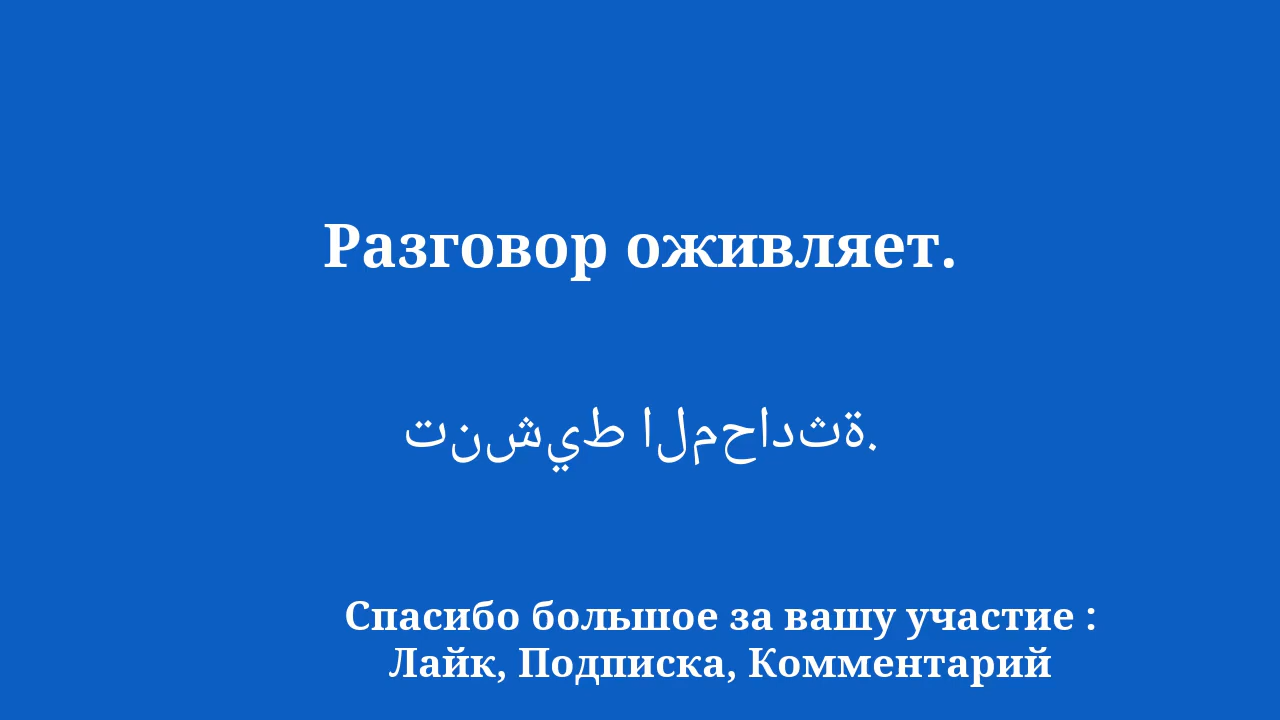 Разговор оживляет.
تنشيط المحادثة.
Спасибо большое за вашу участие :
Лайк, Подписка, Комментарий